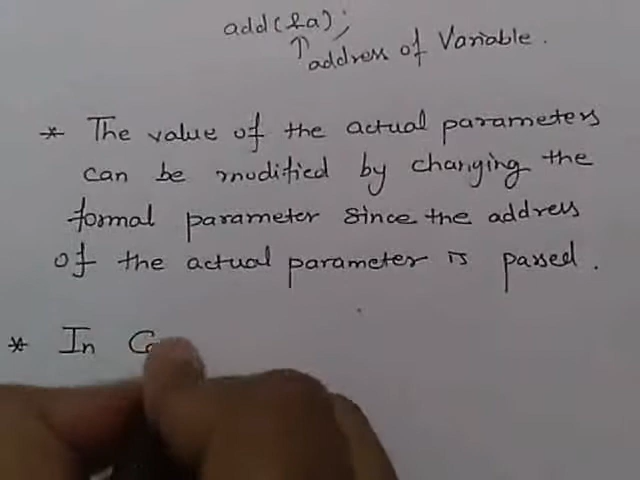 add(&a);
↑address of Variable.
* The value of the actual parameters
can be modified by changing the
formal parameter since the address
of the actual parameter is passed.
* In